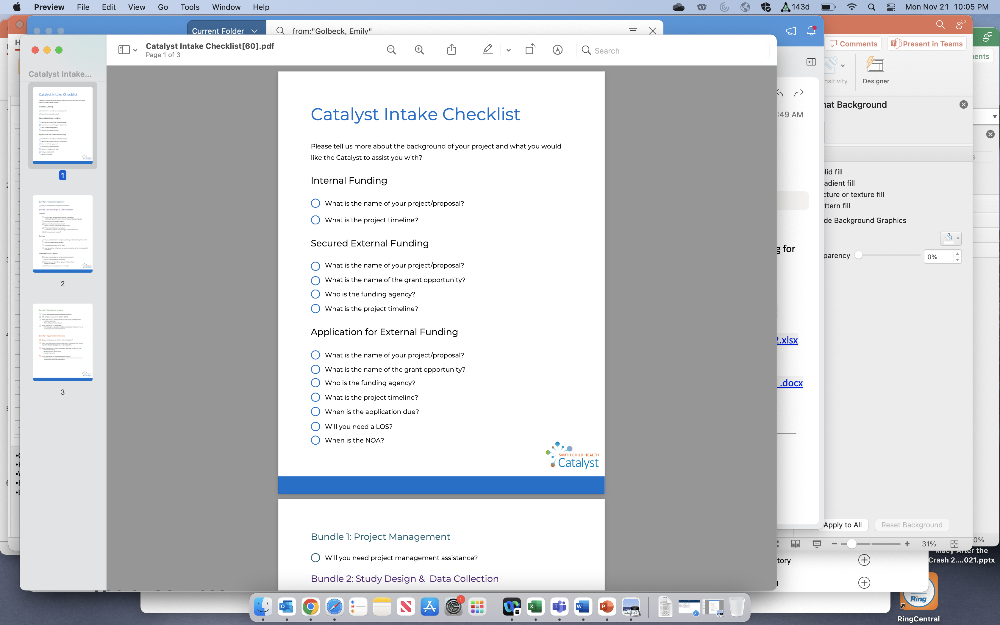 Preview File Edit View Go Tools Window Help
143d Mon Nov 21 10:05 PM
Current Folder
from:"Golbeck, Emily"
Catalyst Intake Checklist[60].pdf
Page 1 of 3
Search
Catalyst Intake...
1
2
3
Catalyst Intake Checklist
Please tell us more about the background of your project and what you would
like the Catalyst to assist you with?
Internal Funding
What is the name of your project/proposal?
What is the project timeline?
Secured External Funding
What is the name of your project/proposal?
What is the name of the grant opportunity?
Who is the funding agency?
What is the project timeline?
Application for External Funding
What is the name of your project/proposal?
What is the name of the grant opportunity?
Who is the funding agency?
What is the project timeline?
When is the application due?
Will you need a LOS?
When is the NOA?
SMITH CHILD HEALTH
Catalyst
Bundle 1: Project Management
Will you need project management assistance?
Bundle 2: Study Design & Data Collection
Comments
Present in Teams
ents
nsitivity
Designer
:49 AM
nat Background
lid fill
adient fill
cture or texture fill
ttern fill
de Background Graphics
g for
parency
0%
2.xlsx
.docx
Apply to All
Reset Background
31%
0%
tory
Macy After the
Crash 2....021.pptx
Ring
RingCentral